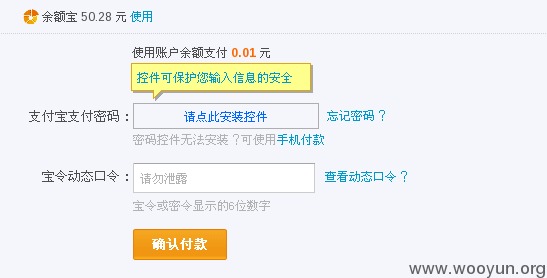 余额宝 50.28 元 使用
使用账户余额支付 0.01 元
控件可保护您输入信息的安全
支付宝支付密码： 请点此安装控件 忘记密码？
密码控件无法安装？可使用手机付款
宝令动态口令： 请勿泄露 查看动态口令？
宝令或密令显示的6位数字
确认付款
www.wooyun.org